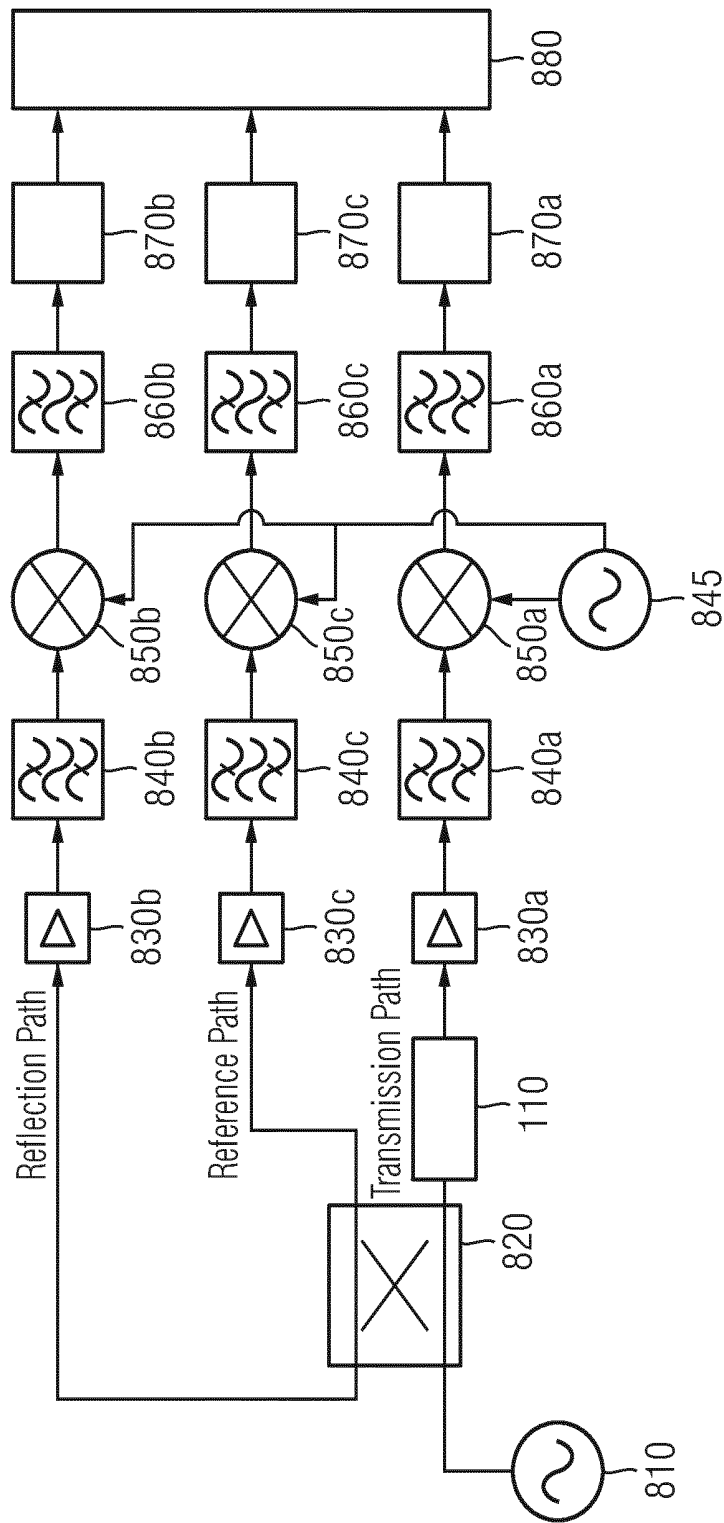 Reflection Path
830b
840b
850b
860b
870b
880
Reference Path
830c
840c
850c
860c
870c
Transmission Path
110
830a
840a
850a
860a
870a
820
810
845